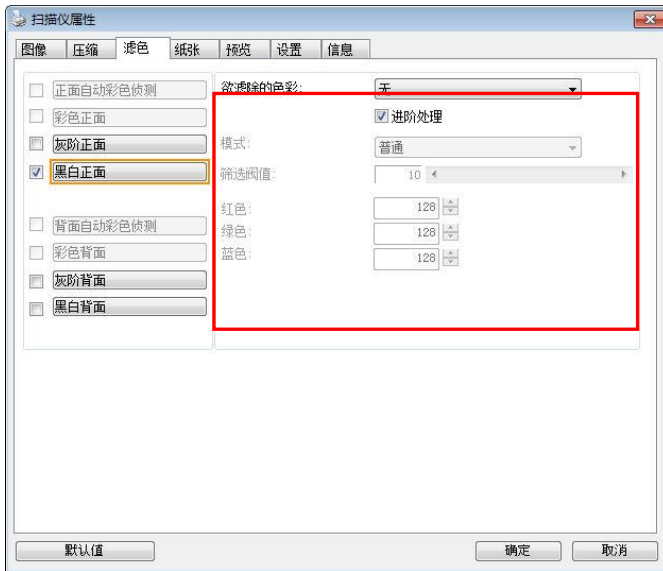 扫描仪属性
图像 压缩 滤色 纸张 预览 设置 信息
正面自动彩色侦测
彩色正面
灰阶正面
黑白正面
背面自动彩色侦测
彩色背面
灰阶背面
黑白背面
欲滤除的色彩: 无
进阶处理
模式: 普通
筛选阀值: 10
红色: 128
绿色: 128
蓝色: 128
默认值 确定 取消